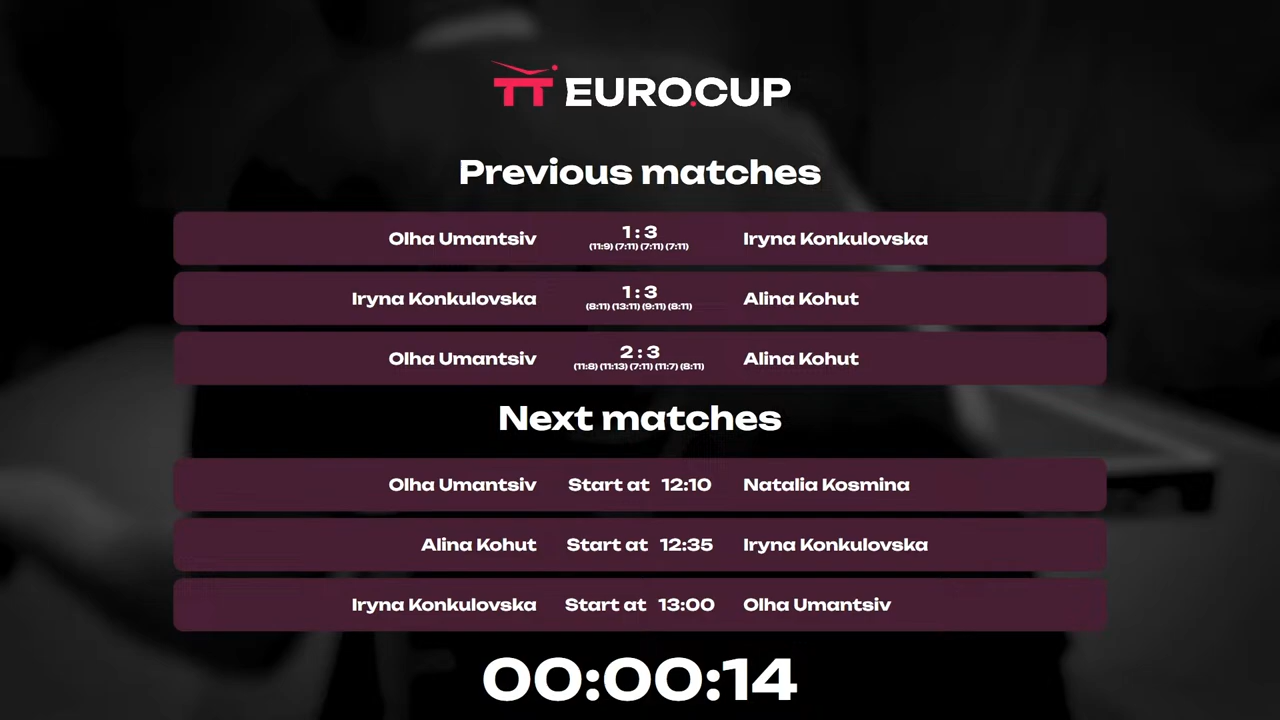 TT EURO.CUP
Previous matches
Olha Umantsiv 1 : 3 Iryna Konkulovska
(11:9) (7:11) (7:11) (7:11)
Iryna Konkulovska 1 : 3 Alina Kohut
(8:11) (13:11) (9:11) (8:11)
Olha Umantsiv 2 : 3 Alina Kohut
(11:8) (11:13) (7:11) (11:7) (8:11)
Next matches
Olha Umantsiv Start at 12:10 Natalia Kosmina
Alina Kohut Start at 12:35 Iryna Konkulovska
Iryna Konkulovska Start at 13:00 Olha Umantsiv
00:00:14